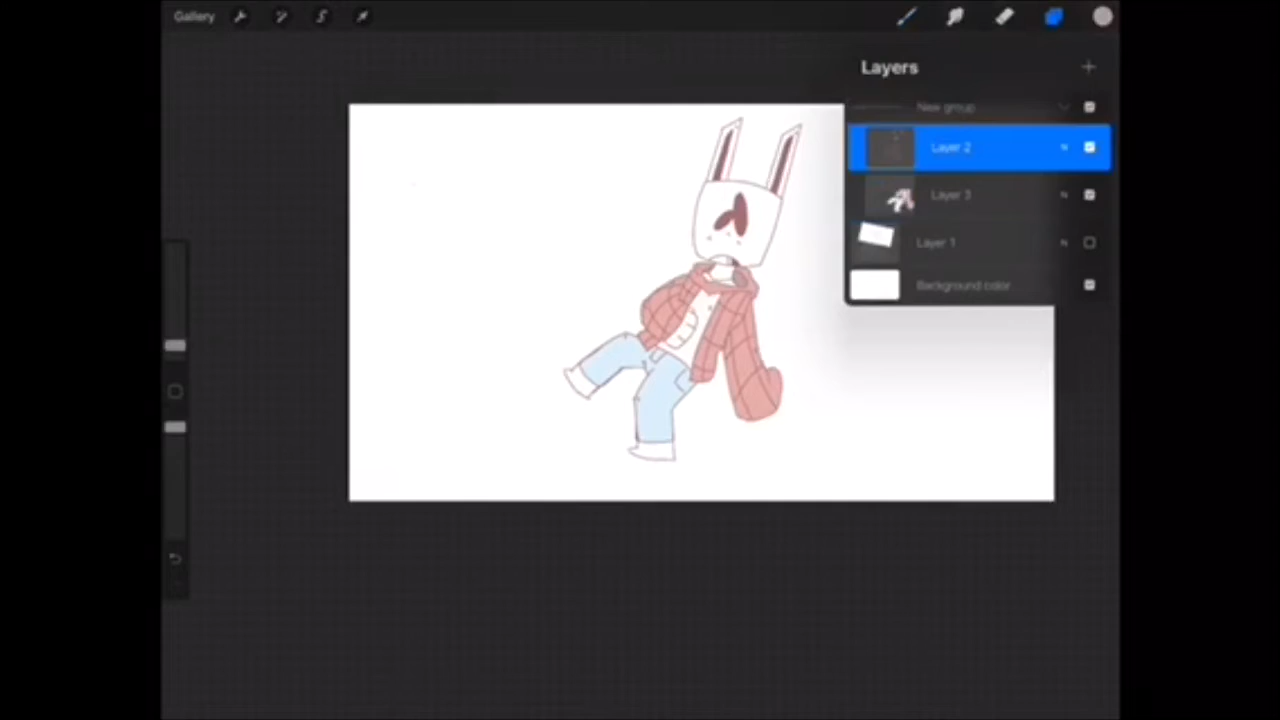 Gallery
Layers
New group
Layer 2 N
Layer 3 N
Layer 1 N
Background color